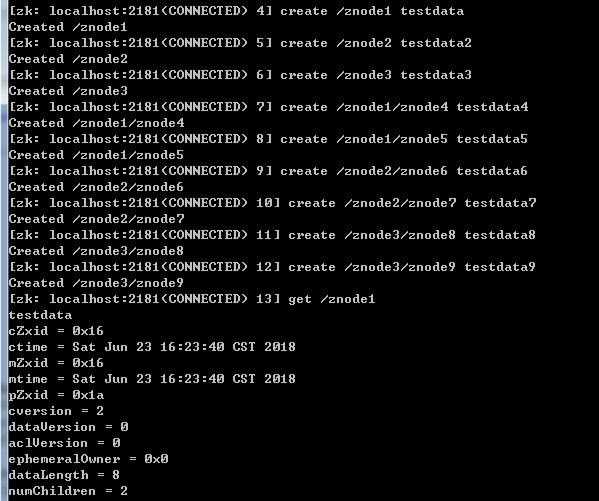 [zk: localhost:2181(CONNECTED) 4] create /znode1 testdata
Created /znode1
[zk: localhost:2181(CONNECTED) 5] create /znode2 testdata2
Created /znode2
[zk: localhost:2181(CONNECTED) 6] create /znode3 testdata3
Created /znode3
[zk: localhost:2181(CONNECTED) 7] create /znode1/znode4 testdata4
Created /znode1/znode4
[zk: localhost:2181(CONNECTED) 8] create /znode1/znode5 testdata5
Created /znode1/znode5
[zk: localhost:2181(CONNECTED) 9] create /znode2/znode6 testdata6
Created /znode2/znode6
[zk: localhost:2181(CONNECTED) 10] create /znode2/znode7 testdata7
Created /znode2/znode7
[zk: localhost:2181(CONNECTED) 11] create /znode3/znode8 testdata8
Created /znode3/znode8
[zk: localhost:2181(CONNECTED) 12] create /znode3/znode9 testdata9
Created /znode3/znode9
[zk: localhost:2181(CONNECTED) 13] get /znode1
testdata
cZxid = 0x16
ctime = Sat Jun 23 16:23:40 CST 2018
mZxid = 0x16
mtime = Sat Jun 23 16:23:40 CST 2018
pZxid = 0x1a
cversion = 2
dataVersion = 0
aclVersion = 0
ephemeralOwner = 0x0
dataLength = 8
numChildren = 2